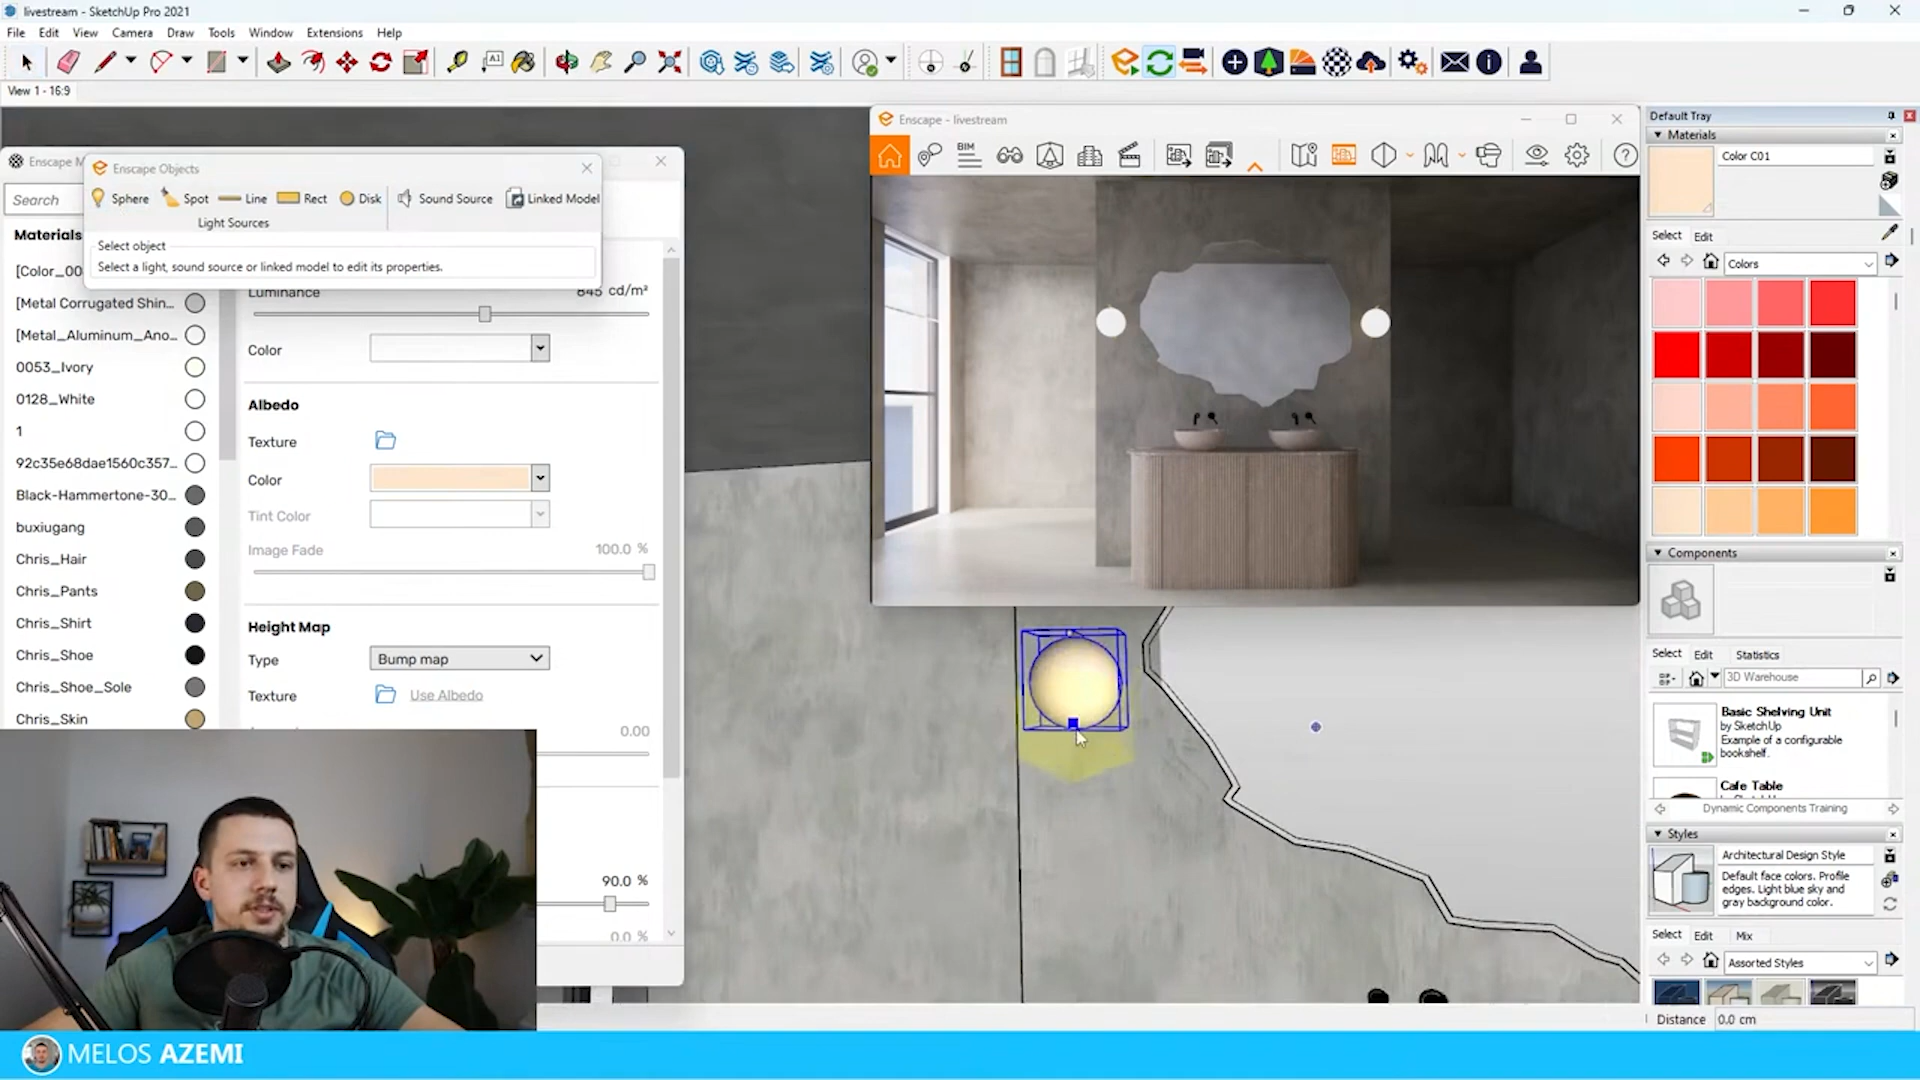 livestream - SketchUp Pro 2021
File Edit View Camera Draw Tools Window Extensions Help
View 1 - 16:9
Enscape - livestream
BIM
Enscape M
Enscape Objects
Sphere Spot Line Rect Disk Sound Source Linked Model
Light Sources
Select object
Select a light, sound source or linked model to edit its properties.
Search
Materials
[Color_00
[Metal Corrugated Shin...
[Metal_Aluminum_Ano...
0053_Ivory
0128_White
1
92c35e68dae1560c357...
Black-Hammertone-30...
buxiugang
Chris_Hair
Chris_Pants
Chris_Shirt
Chris_Shoe
Chris_Shoe_Sole
Chris_Skin
Luminance 845 cd/m²
Color
Albedo
Texture
Color
Tint Color
Image Fade 100.0 %
Height Map
Type Bump map
Texture Use Albedo
0.00
90.0 %
0.0 %
Default Tray
Materials
Color C01
Select Edit
Colors
Components
Select Edit Statistics
3D Warehouse
Basic Shelving Unit
by SketchUp
Example of a configurable
bookshelf.
Cafe Table
Dynamic Components Training
Styles
Architectural Design Style
Default face colors. Profile
edges. Light blue sky and
gray background color.
Select Edit Mix
Assorted Styles
Distance 0.0 cm
MELOS AZEMI